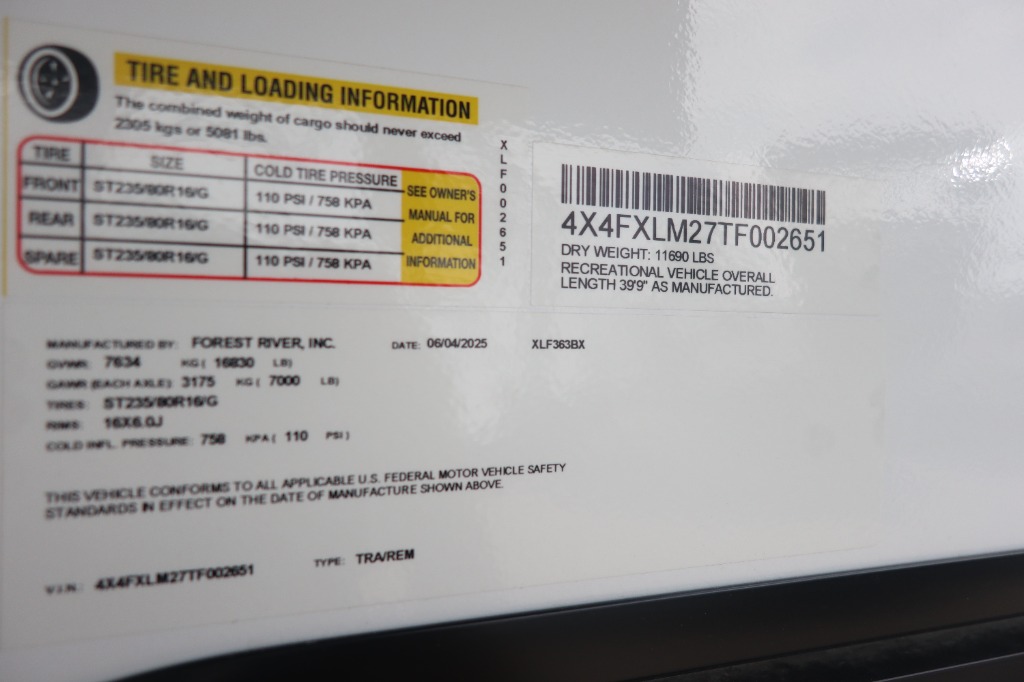 TIRE AND LOADING INFORMATION
The combined weight of cargo should never exceed
2305 kgs or 5081 lbs.
TIRE SIZE COLD TIRE PRESSURE
FRONT ST235/80R16/G 110 PSI / 758 KPA
REAR ST235/80R16/G 110 PSI / 758 KPA
SPARE ST235/80R16/G 110 PSI / 758 KPA
SEE OWNER'S
MANUAL FOR
ADDITIONAL
INFORMATION
XLF002651
4X4FXLM27TF002651
DRY WEIGHT: 11690 LBS
RECREATIONAL VEHICLE OVERALL
LENGTH 39'9" AS MANUFACTURED.
MANUFACTURED BY: FOREST RIVER, INC. DATE: 06/04/2025 XLF363BX
GVWR: 7634 KG ( 16830 LB)
GAWR (EACH AXLE) 3175 KG ( 7000 LB)
TIRES: ST235/80R16/G
RIMS: 16X6.0J
COLD INFL. PRESSURE: 758 KPA ( 110 PSI )
THIS VEHICLE CONFORMS TO ALL APPLICABLE U.S. FEDERAL MOTOR VEHICLE SAFETY
STANDARDS IN EFFECT ON THE DATE OF MANUFACTURE SHOWN ABOVE.
V.I.N.: 4X4FXLM27TF002651 TYPE: TRA/REM